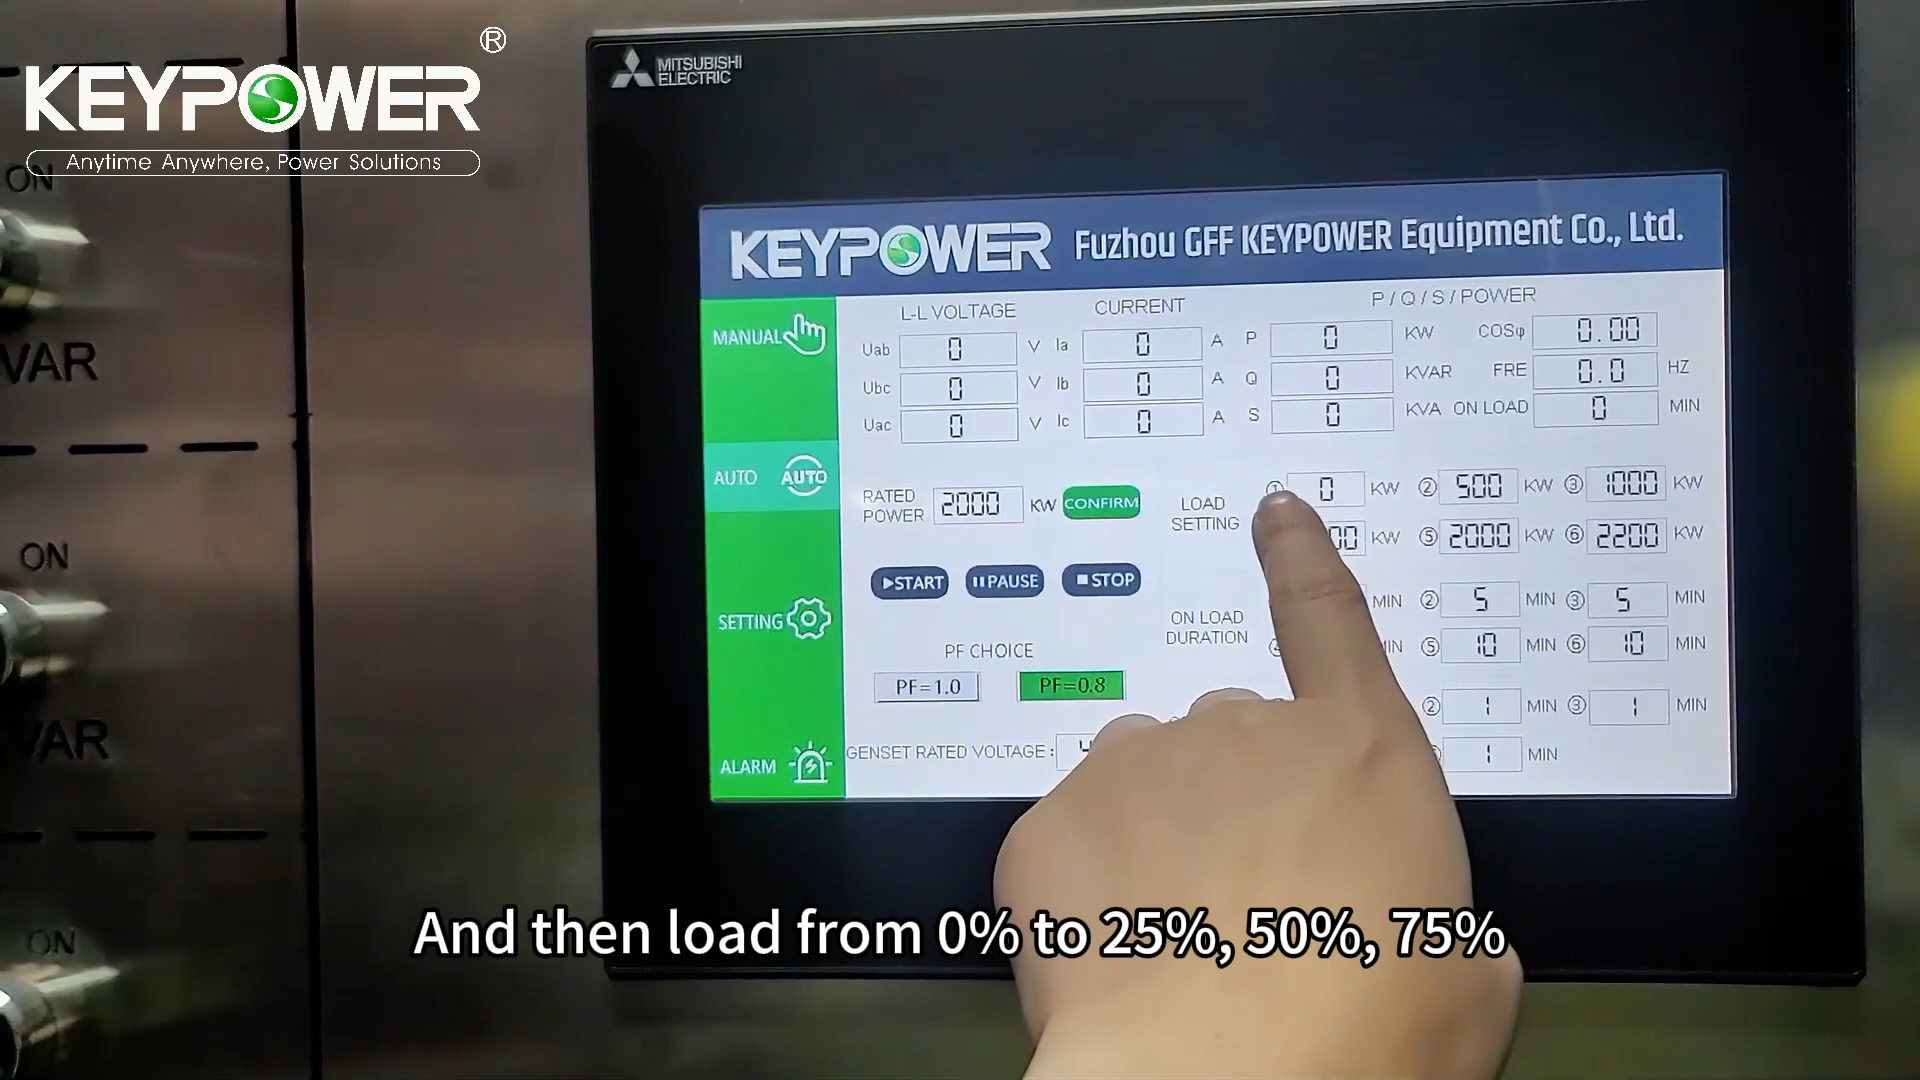 KEYPOWER®
Anytime Anywhere, Power Solutions
MITSUBISHI
ELECTRIC
ON
VAR
ON
VAR
ON
KEYPOWER Fuzhou GFF KEYPOWER Equipment Co., Ltd.
MANUAL
AUTO AUTO
SETTING
ALARM
L-L VOLTAGE CURRENT P / Q / S / POWER
Uab 0 V Ia 0 A P 0 KW COSφ 0.00
Ubc 0 V Ib 0 A Q 0 KVAR FRE 0.0 HZ
Uac 0 V Ic 0 A S 0 KVA ON LOAD 0 MIN
RATED POWER 2000 KW CONFIRM
LOAD SETTING ① 0 KW ② 500 KW ③ 1000 KW
00 KW ⑤ 2000 KW ⑥ 2200 KW
START PAUSE STOP
ON LOAD DURATION MIN ② 5 MIN ③ 5 MIN
IN ⑤ 10 MIN ⑥ 10 MIN
PF CHOICE
PF=1.0 PF=0.8
② 1 MIN ③ 1 MIN
1 MIN
GENSET RATED VOLTAGE: 4
And then load from 0% to 25%, 50%, 75%